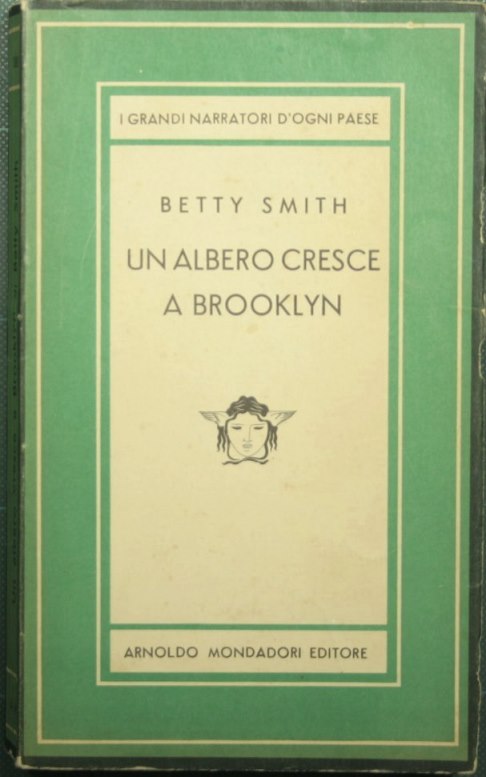 I GRANDI NARRATORI D'OGNI PAESE
BETTY SMITH
UN ALBERO CRESCE
A BROOKLYN
ARNOLDO MONDADORI EDITORE